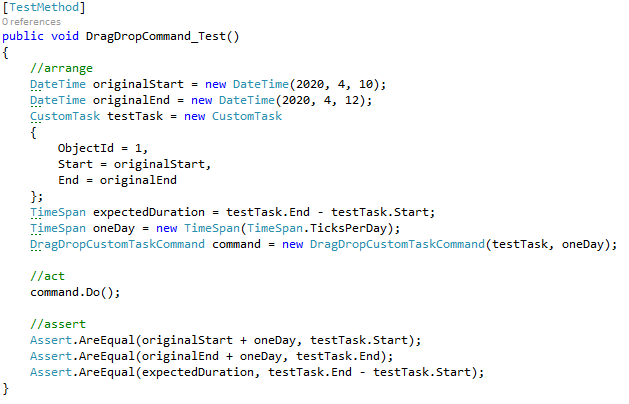 [TestMethod]
0 references
public void DragDropCommand_Test()
{
    //arrange
    DateTime originalStart = new DateTime(2020, 4, 10);
    DateTime originalEnd = new DateTime(2020, 4, 12);
    CustomTask testTask = new CustomTask
    {
        ObjectId = 1,
        Start = originalStart,
        End = originalEnd
    };
    TimeSpan expectedDuration = testTask.End - testTask.Start;
    TimeSpan oneDay = new TimeSpan(TimeSpan.TicksPerDay);
    DragDropCustomTaskCommand command = new DragDropCustomTaskCommand(testTask, oneDay);

    //act
    command.Do();

    //assert
    Assert.AreEqual(originalStart + oneDay, testTask.Start);
    Assert.AreEqual(originalEnd + oneDay, testTask.End);
    Assert.AreEqual(expectedDuration, testTask.End - testTask.Start);
}